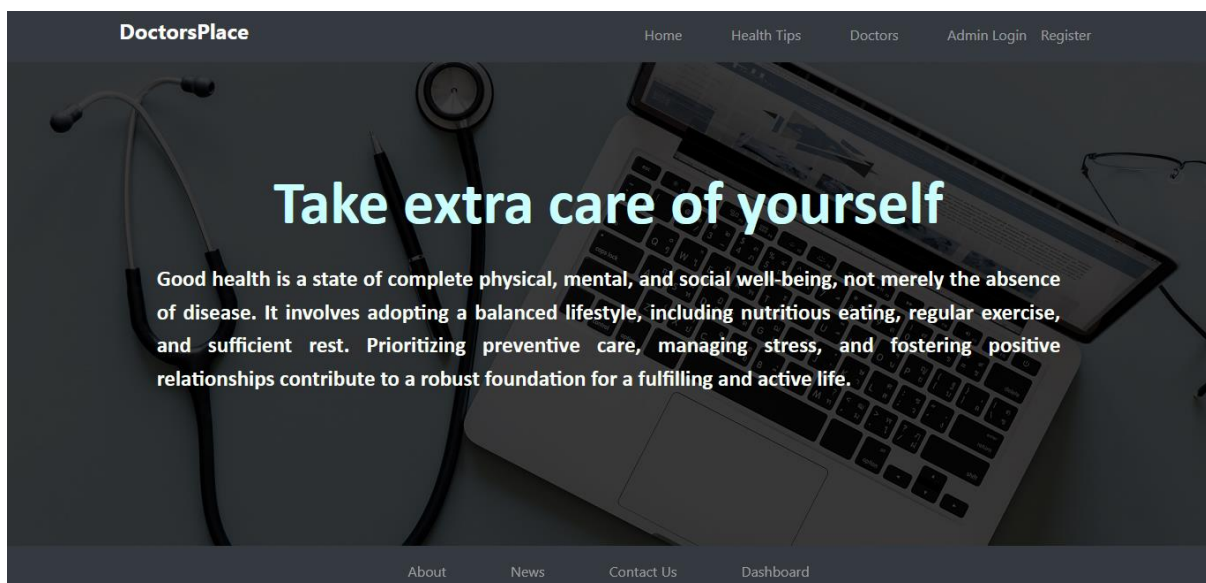 DoctorsPlace
Home Health Tips Doctors Admin Login Register
Take extra care of yourself
Good health is a state of complete physical, mental, and social well-being, not merely the absence
of disease. It involves adopting a balanced lifestyle, including nutritious eating, regular exercise,
and sufficient rest. Prioritizing preventive care, managing stress, and fostering positive
relationships contribute to a robust foundation for a fulfilling and active life.
About News Contact Us Dashboard